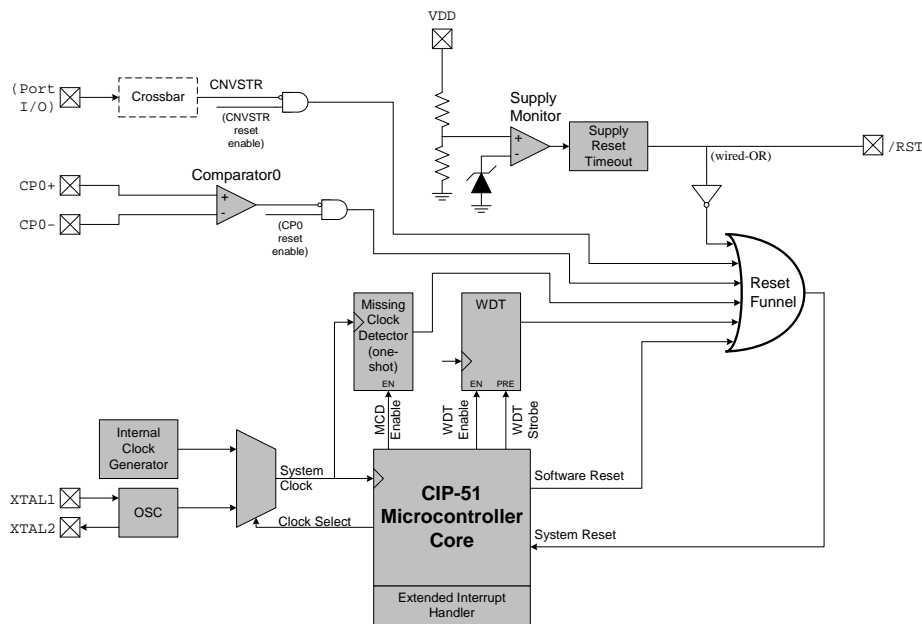 VDD
(Port
I/O)
Crossbar
CNVSTR
(CNVSTR
reset
enable)
Supply
Monitor
+
-
Supply
Reset
Timeout
(wired-OR)
/RST
CP0+
CP0-
Comparator0
+
-
(CP0
reset
enable)
Reset
Funnel
Missing
Clock
Detector
(one-
shot)
EN
WDT
EN
PRE
MCD
Enable
WDT
Enable
WDT
Strobe
Internal
Clock
Generator
System
Clock
XTAL1
XTAL2
OSC
Clock Select
CIP-51
Microcontroller
Core
Software Reset
System Reset
Extended Interrupt
Handler